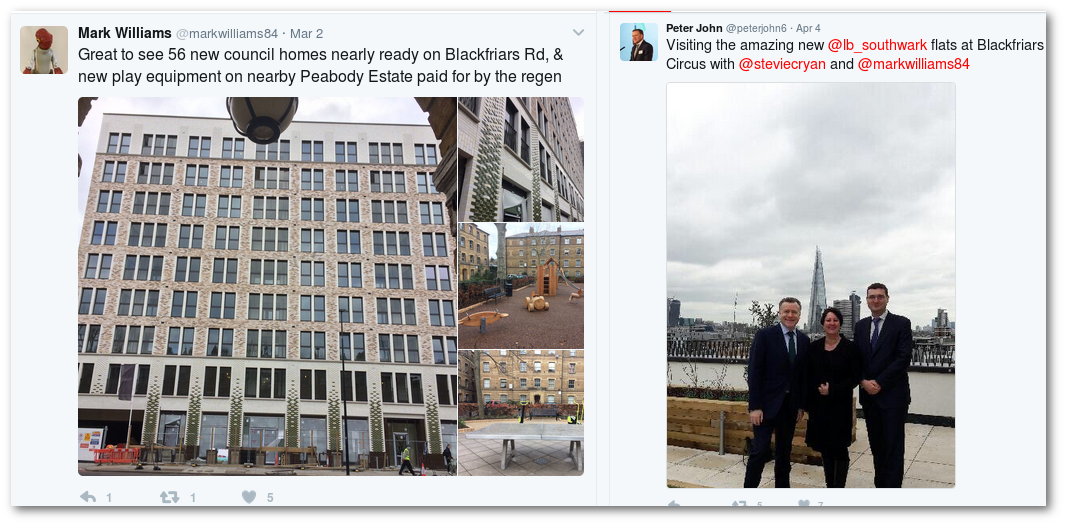 Mark Williams @markwilliams84 · Mar 2
Great to see 56 new council homes nearly ready on Blackfriars Rd, &
new play equipment on nearby Peabody Estate paid for by the regen
1 1 5
Peter John @peterjohn6 · Apr 4
Visiting the amazing new @lb_southwark flats at Blackfriars
Circus with @steviecryan and @markwilliams84
5 7